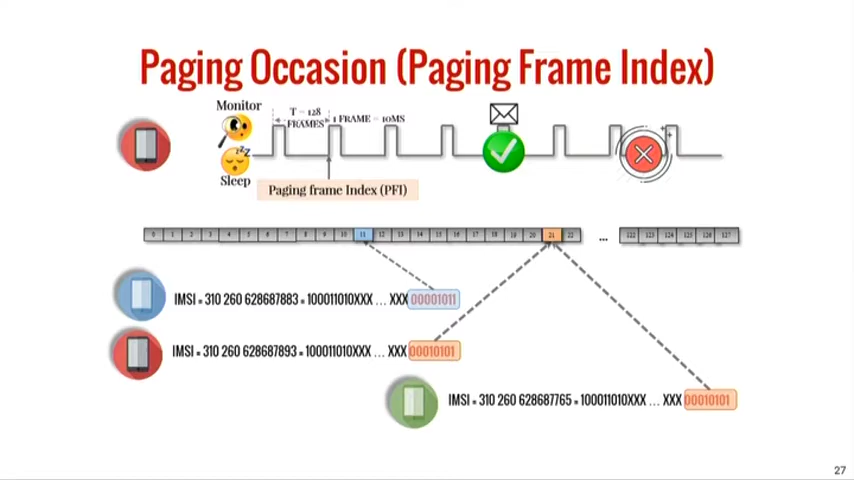 Paging Occasion (Paging Frame Index)
Monitor
T = 128
FRAMES
1 FRAME = 10MS
zzZ
Sleep
Paging frame Index (PFI)
0 1 2 3 4 5 6 7 8 9 10 11 12 13 14 15 16 17 18 19 20 21 22 ... 122 123 124 125 126 127
IMSI = 310 260 628687883 = 100011010XXX ... XXX 00001011
IMSI = 310 260 628687893 = 100011010XXX ... XXX 00010101
IMSI = 310 260 628687765 = 100011010XXX ... XXX 00010101
27